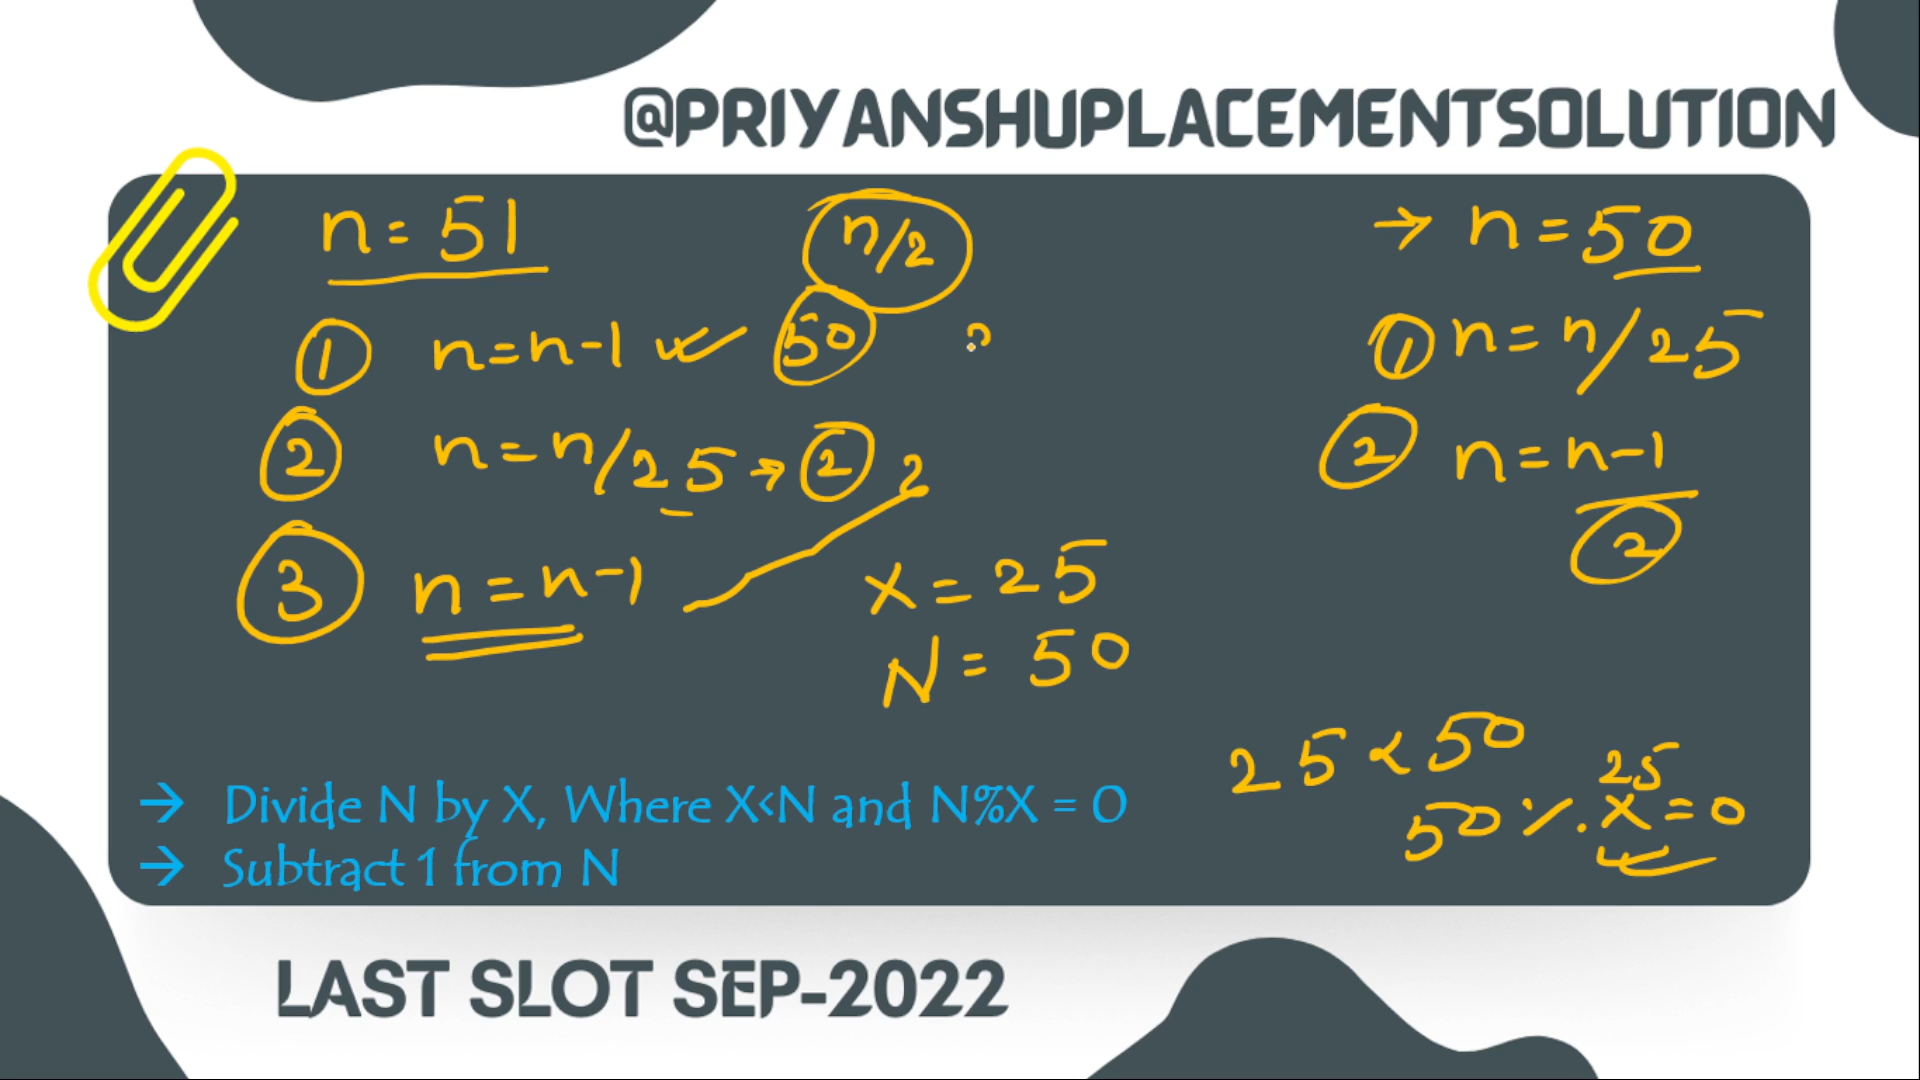 @PRIYANSHUPLACEMENTSOLUTION
n = 51
n/2
1 n=n-1 50 2
2 n=n/25 → 2 2
3 n=n-1
X = 25
N = 50
→ n=50
1 n=n/25
2 n=n-1
2
25<50
25
50%X=0
→ Divide N by X, Where X<N and N%X = 0
→ Subtract 1 from N
LAST SLOT SEP-2022